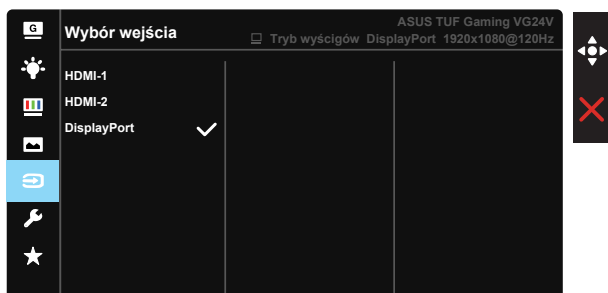 G
Wybór wejścia
ASUS TUF Gaming VG24V
Tryb wyścigów DisplayPort 1920x1080@120Hz
HDMI-1
HDMI-2
DisplayPort